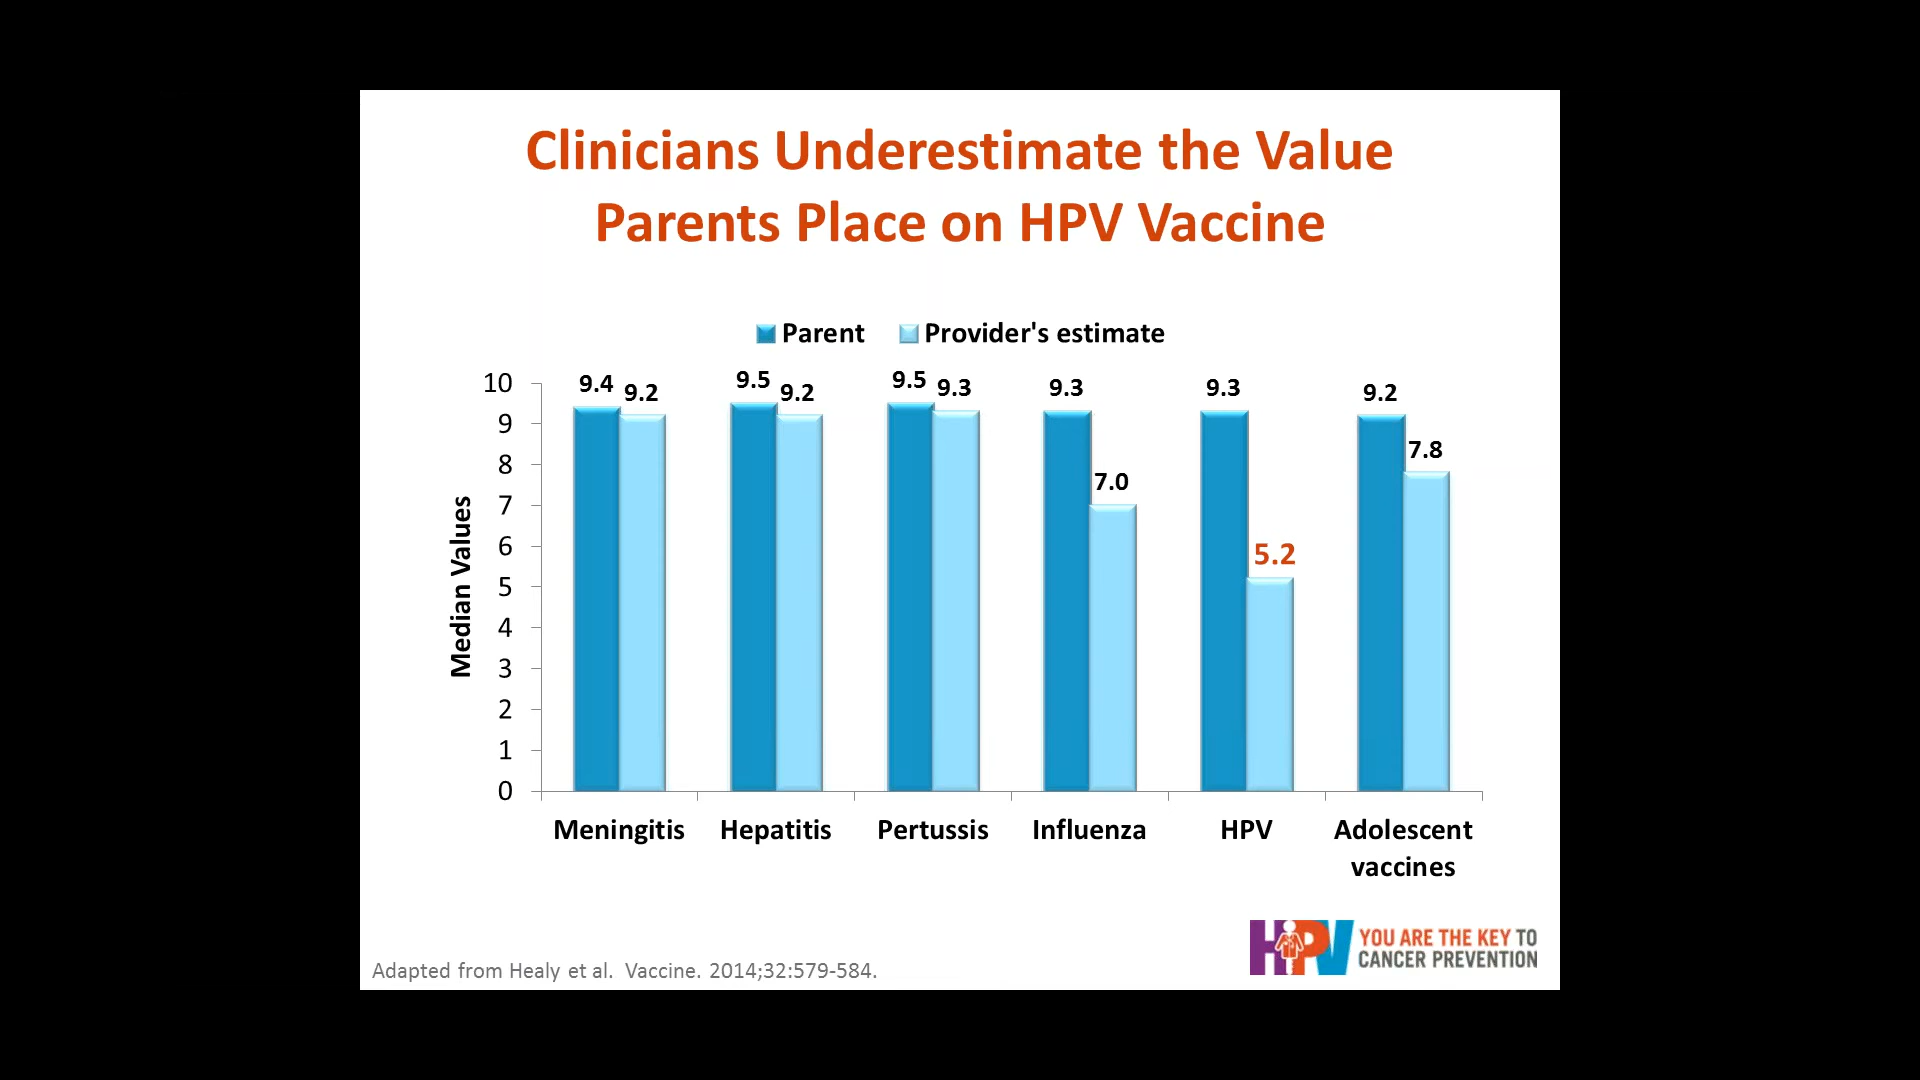 Clinicians Underestimate the Value
Parents Place on HPV Vaccine
Parent Provider's estimate
10
9
8
7
6
5
4
3
2
1
0
Median Values
9.4 9.2
9.5 9.2
9.5 9.3
9.3 7.0
9.3 5.2
9.2 7.8
Meningitis Hepatitis Pertussis Influenza HPV Adolescent
vaccines
HPV YOU ARE THE KEY TO
CANCER PREVENTION
Adapted from Healy et al. Vaccine. 2014;32:579-584.